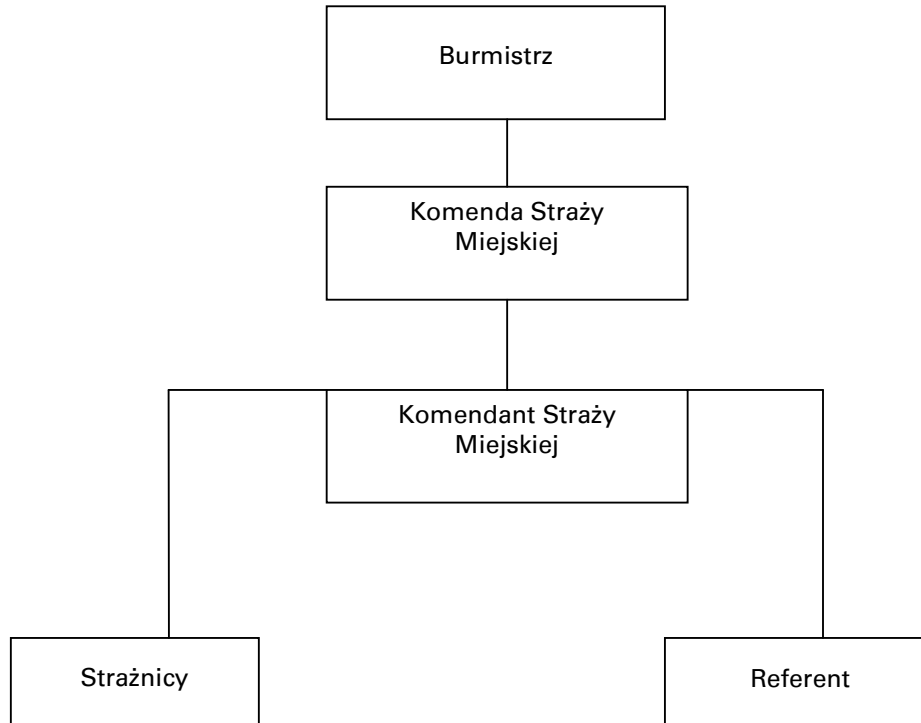 Burmistrz
Komenda Straży
Miejskiej
Komendant Straży
Miejskiej
Strażnicy
Referent